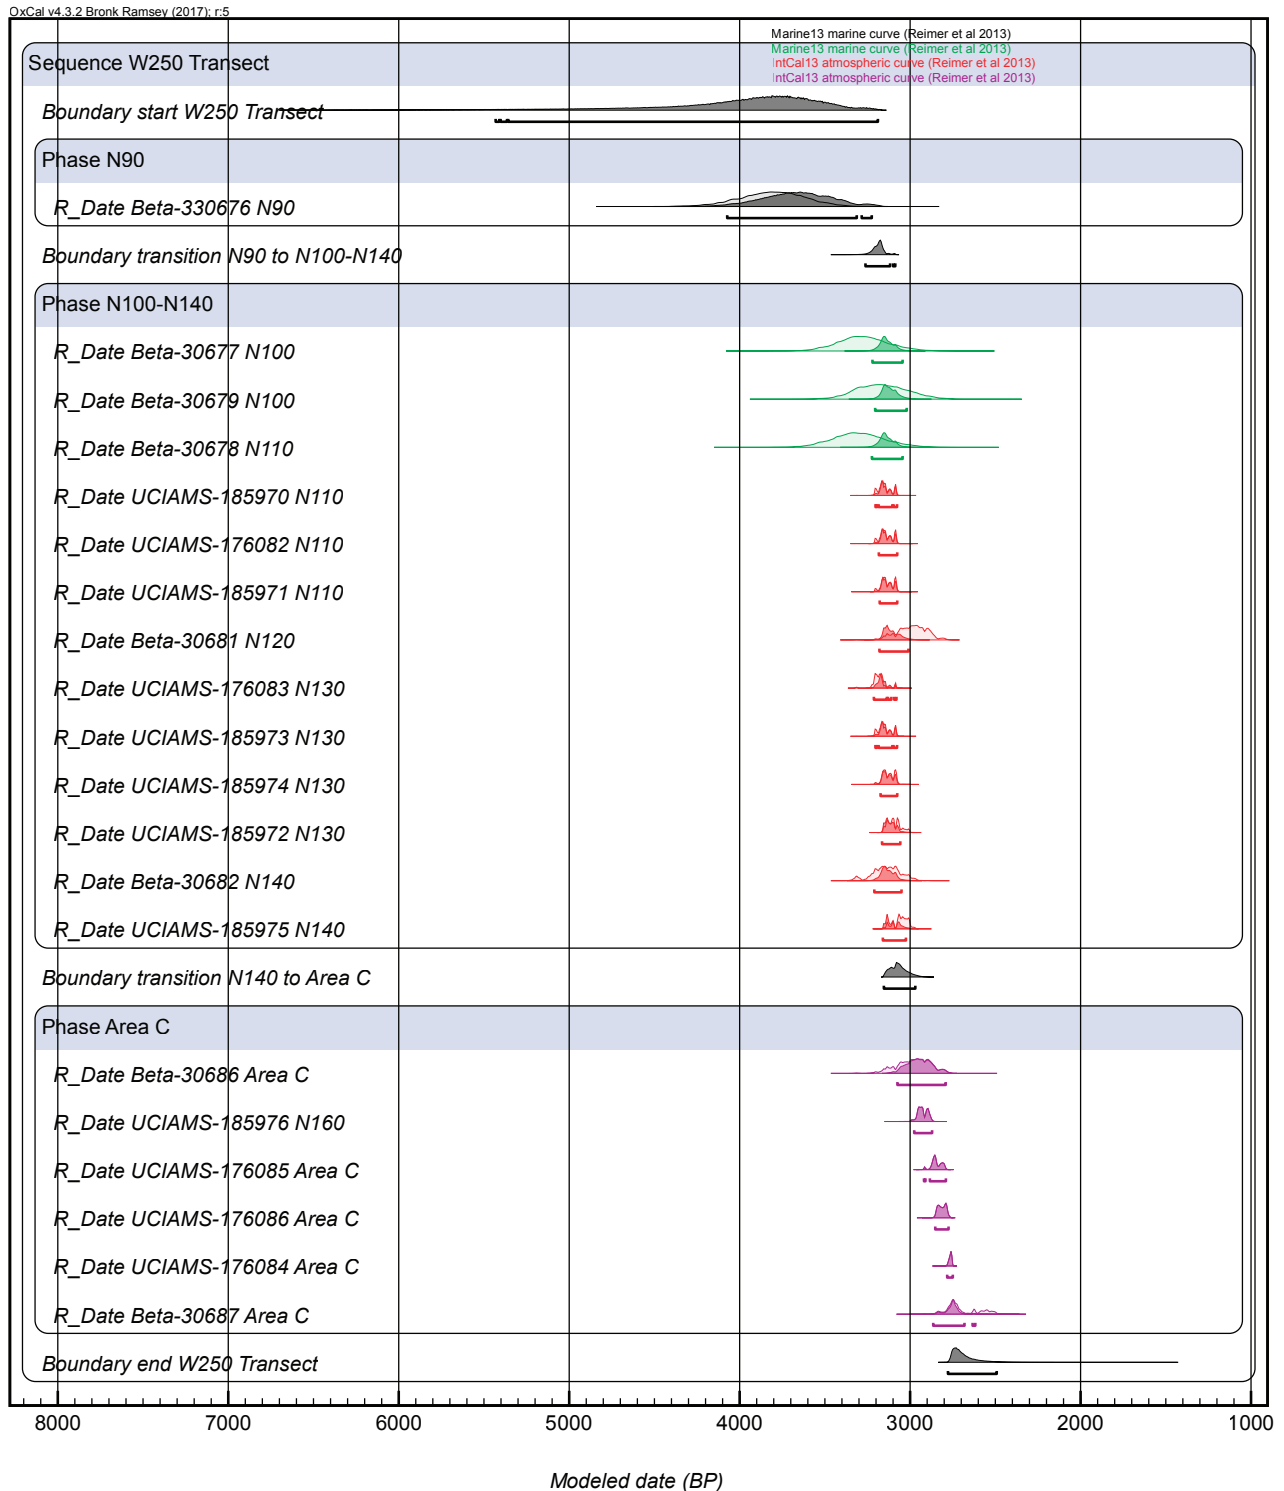 OxCal v4.3.2 Bronk Ramsey (2017); r:5
Marine13 marine curve (Reimer et al 2013)
Marine13 marine curve (Reimer et al 2013)
IntCal13 atmospheric curve (Reimer et al 2013)
IntCal13 atmospheric curve (Reimer et al 2013)
Sequence W250 Transect
Boundary start W250 Transect
Phase N90
R_Date Beta-330676 N90
Boundary transition N90 to N100-N140
Phase N100-N140
R_Date Beta-30677 N100
R_Date Beta-30679 N100
R_Date Beta-30678 N110
R_Date UCIAMS-185970 N110
R_Date UCIAMS-176082 N110
R_Date UCIAMS-185971 N110
R_Date Beta-30681 N120
R_Date UCIAMS-176083 N130
R_Date UCIAMS-185973 N130
R_Date UCIAMS-185974 N130
R_Date UCIAMS-185972 N130
R_Date Beta-30682 N140
R_Date UCIAMS-185975 N140
Boundary transition N140 to Area C
Phase Area C
R_Date Beta-30686 Area C
R_Date UCIAMS-185976 N160
R_Date UCIAMS-176085 Area C
R_Date UCIAMS-176086 Area C
R_Date UCIAMS-176084 Area C
R_Date Beta-30687 Area C
Boundary end W250 Transect
8000 7000 6000 5000 4000 3000 2000 1000
Modeled date (BP)